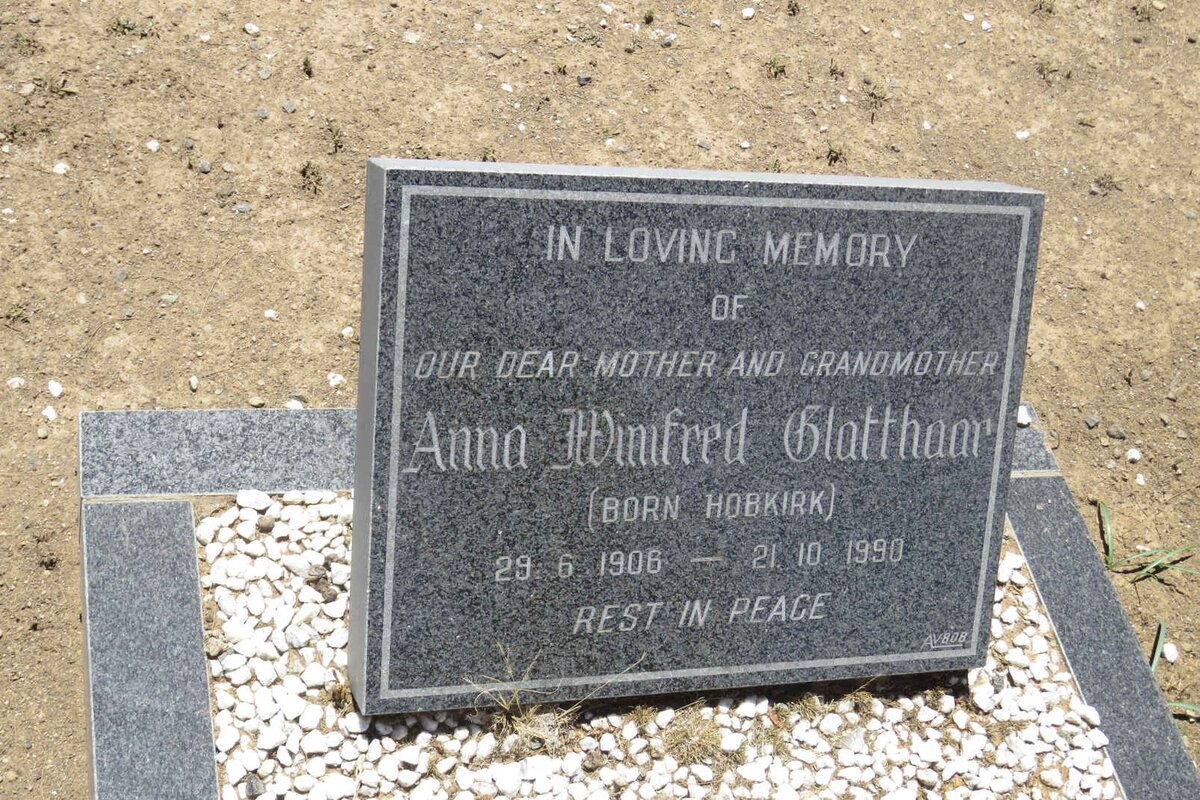 IN LOVING MEMORY
OF
OUR DEAR MOTHER AND GRANDMOTHER
Anna Winifred Glatthaar
(BORN HOBKIRK)
29 6 1906 — 21 10 1990
REST IN PEACE
AV808